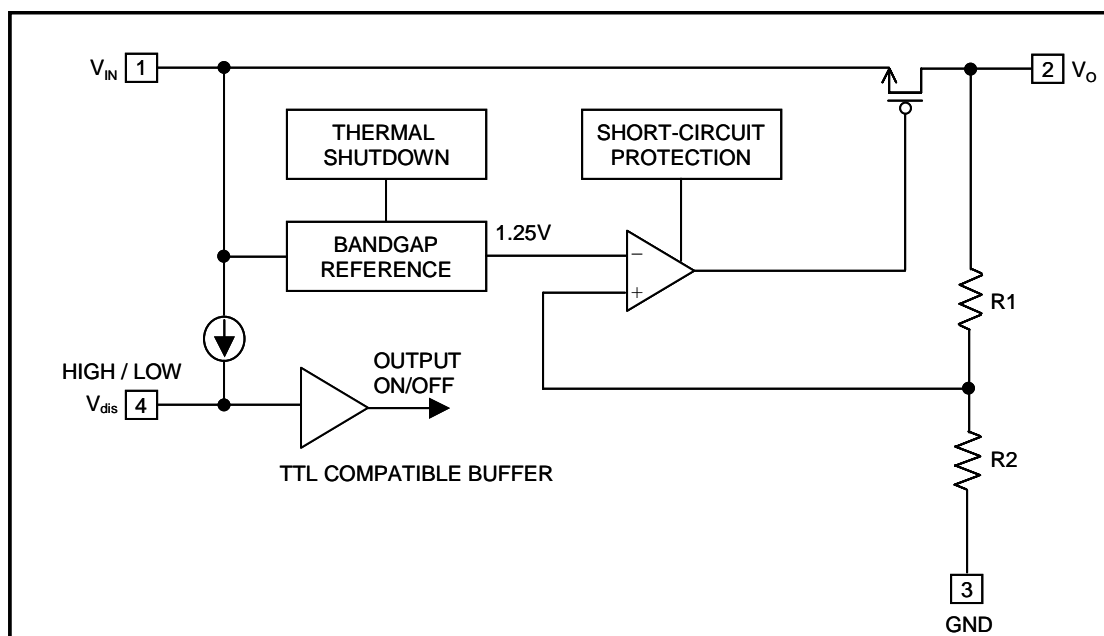 V_IN 1
2 V_O
THERMAL
SHUTDOWN
SHORT-CIRCUIT
PROTECTION
BANDGAP
REFERENCE
1.25V
−
+
R1
HIGH / LOW
V_dis 4
OUTPUT
ON/OFF
TTL COMPATIBLE BUFFER
R2
3
GND